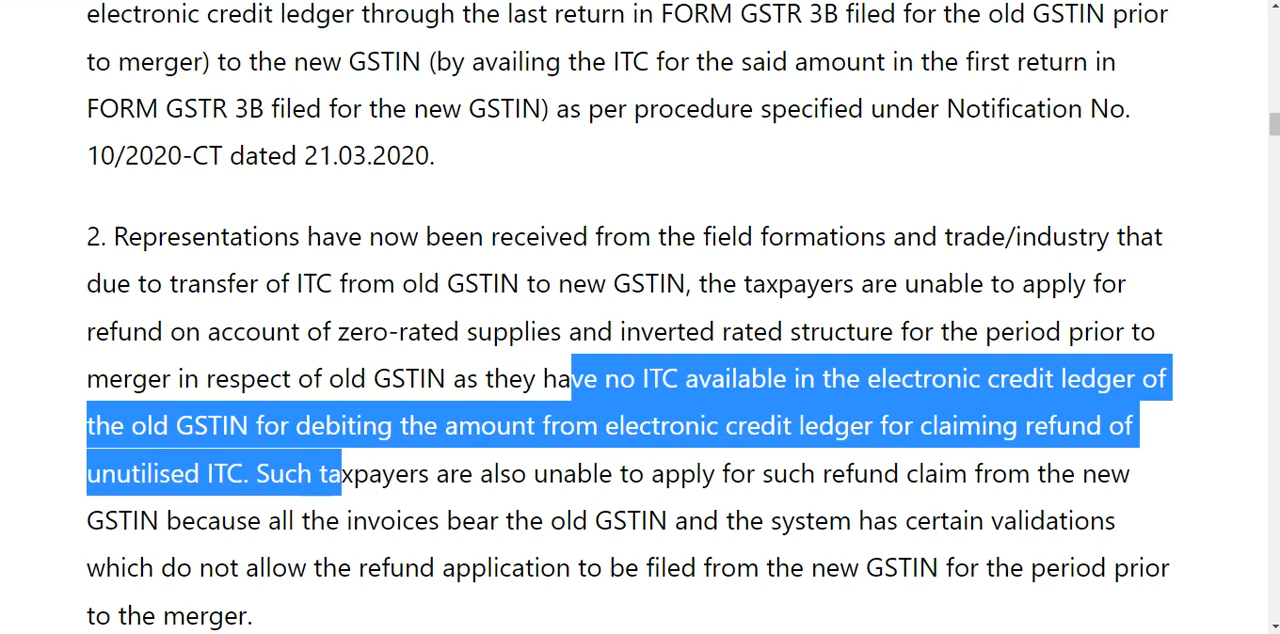 electronic credit ledger through the last return in FORM GSTR 3B filed for the old GSTIN prior
to merger) to the new GSTIN (by availing the ITC for the said amount in the first return in
FORM GSTR 3B filed for the new GSTIN) as per procedure specified under Notification No.
10/2020-CT dated 21.03.2020.
2. Representations have now been received from the field formations and trade/industry that
due to transfer of ITC from old GSTIN to new GSTIN, the taxpayers are unable to apply for
refund on account of zero-rated supplies and inverted rated structure for the period prior to
merger in respect of old GSTIN as they have no ITC available in the electronic credit ledger of
the old GSTIN for debiting the amount from electronic credit ledger for claiming refund of
unutilised ITC. Such taxpayers are also unable to apply for such refund claim from the new
GSTIN because all the invoices bear the old GSTIN and the system has certain validations
which do not allow the refund application to be filed from the new GSTIN for the period prior
to the merger.